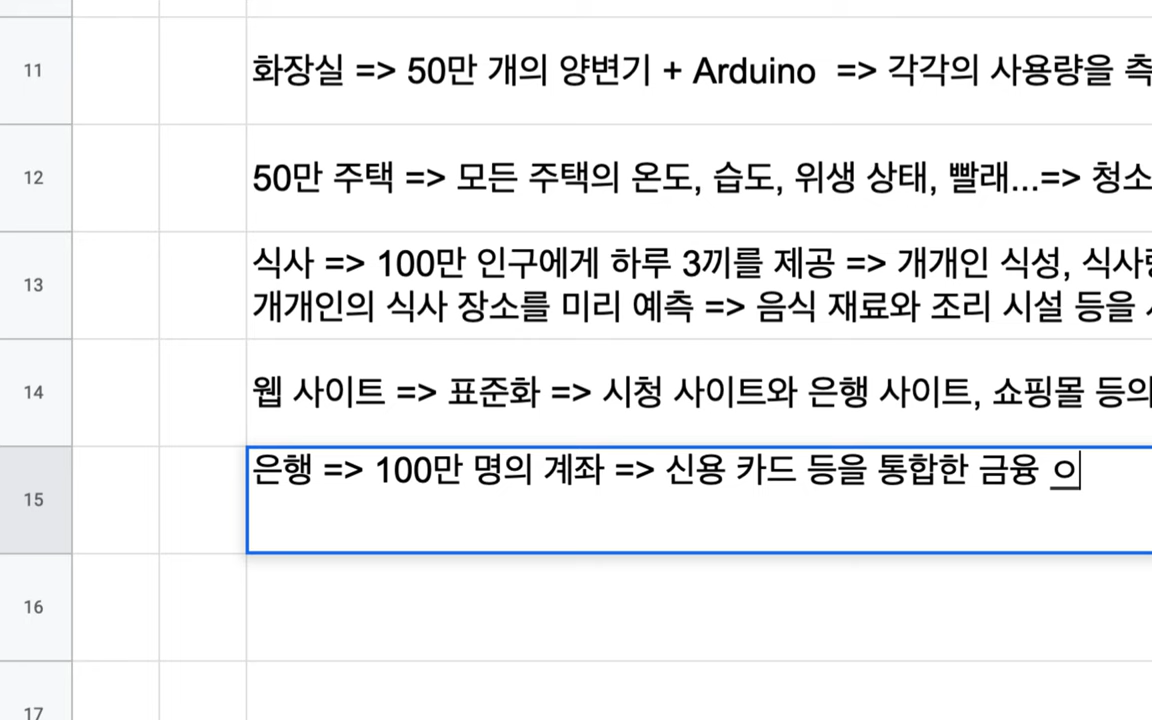 11
화장실 => 50만 개의 양변기 + Arduino => 각각의 사용량을
12
50만 주택 => 모든 주택의 온도, 습도, 위생 상태, 빨래...=> 청소
13
식사 => 100만 인구에게 하루 3끼를 제공 => 개개인 식성,
개개인의 식사 장소를 미리 예측 => 음식 재료와 조리 시설 등을
14
웹 사이트 => 표준화 => 시청 사이트와 은행 사이트, 쇼핑몰 등의
15
은행 => 100만 명의 계좌 => 신용 카드 등을 통합한 금융 ㅇ
16
17